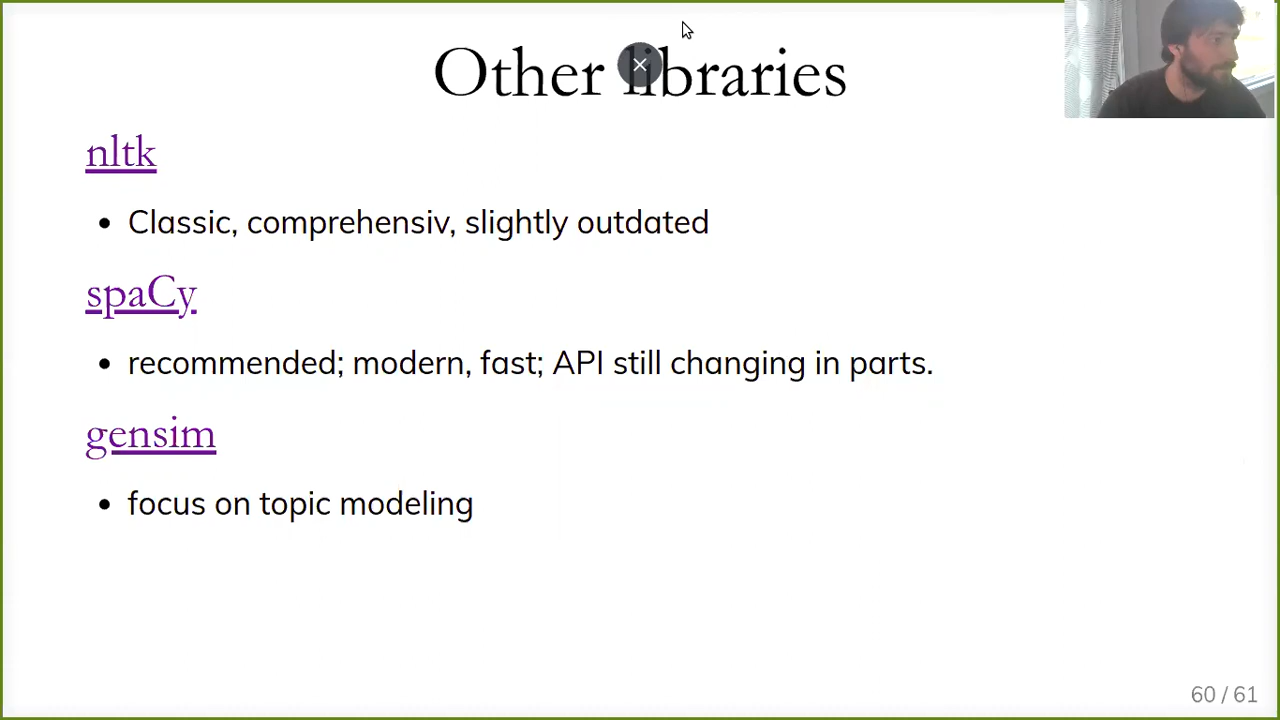 Other libraries
nltk
• Classic, comprehensiv, slightly outdated
spaCy
• recommended; modern, fast; API still changing in parts.
gensim
• focus on topic modeling
60 / 61